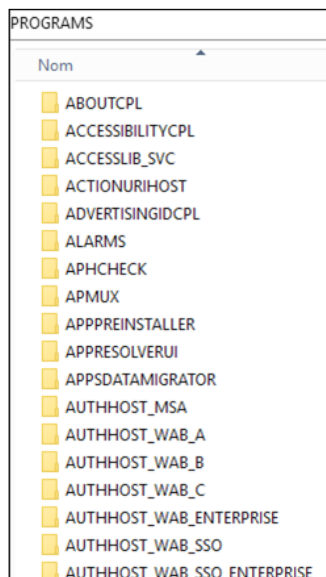 PROGRAMS
Nom
ABOUTCPL
ACCESSIBILITYCPL
ACCESSLIB_SVC
ACTIONURIHOST
ADVERTISINGIDCPL
ALARMS
APHCHECK
APMUX
APPPREINSTALLER
APPRESOLVERUI
APPSDATAMIGRATOR
AUTHHOST_MSA
AUTHHOST_WAB_A
AUTHHOST_WAB_B
AUTHHOST_WAB_C
AUTHHOST_WAB_ENTERPRISE
AUTHHOST_WAB_SSO
AUTHHOST_WAB_SSO_ENTERPRISE